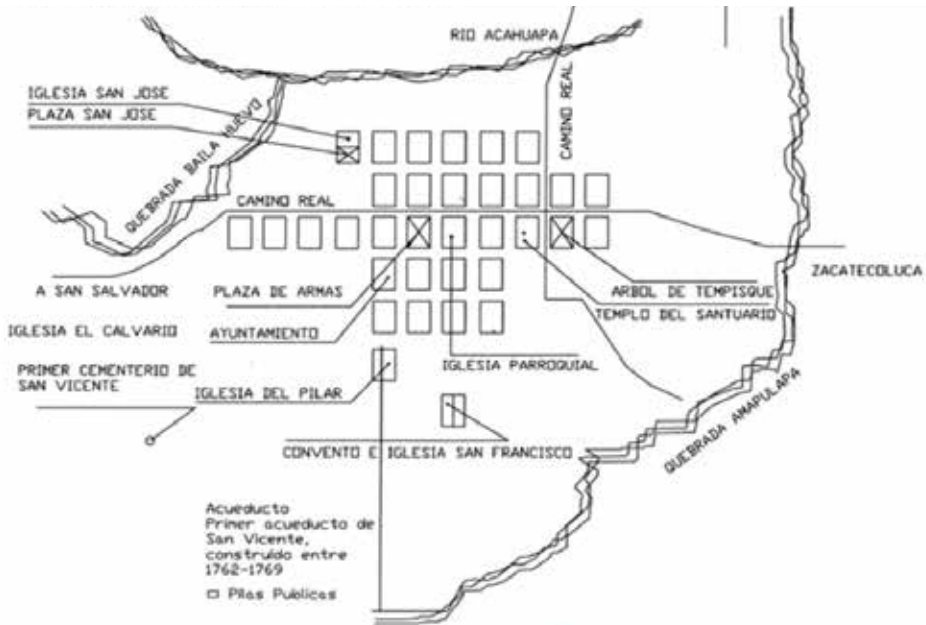 RIO ACAHUAPA
IGLESIA SAN JOSE
PLAZA SAN JOSE
QUEBRADA BAILA HUEVO
CAMINO REAL
CAMINO REAL
ZACATECOLUCA
A SAN SALVADOR
PLAZA DE ARMAS
ARBOL DE TEMPISQUE
TEMPLO DEL SANTUARIO
IGLESIA EL CALVARIO
AYUNTAMIENTO
IGLESIA PARROQUIAL
PRIMER CEMENTERIO DE
SAN VICENTE
IGLESIA DEL PILAR
QUEBRADA AMAPULAPA
CONVENTO E IGLESIA SAN FRANCISCO
Acueducto
Primer acueducto de
San Vicente,
construido entre
1762-1769
Pilas Publicas